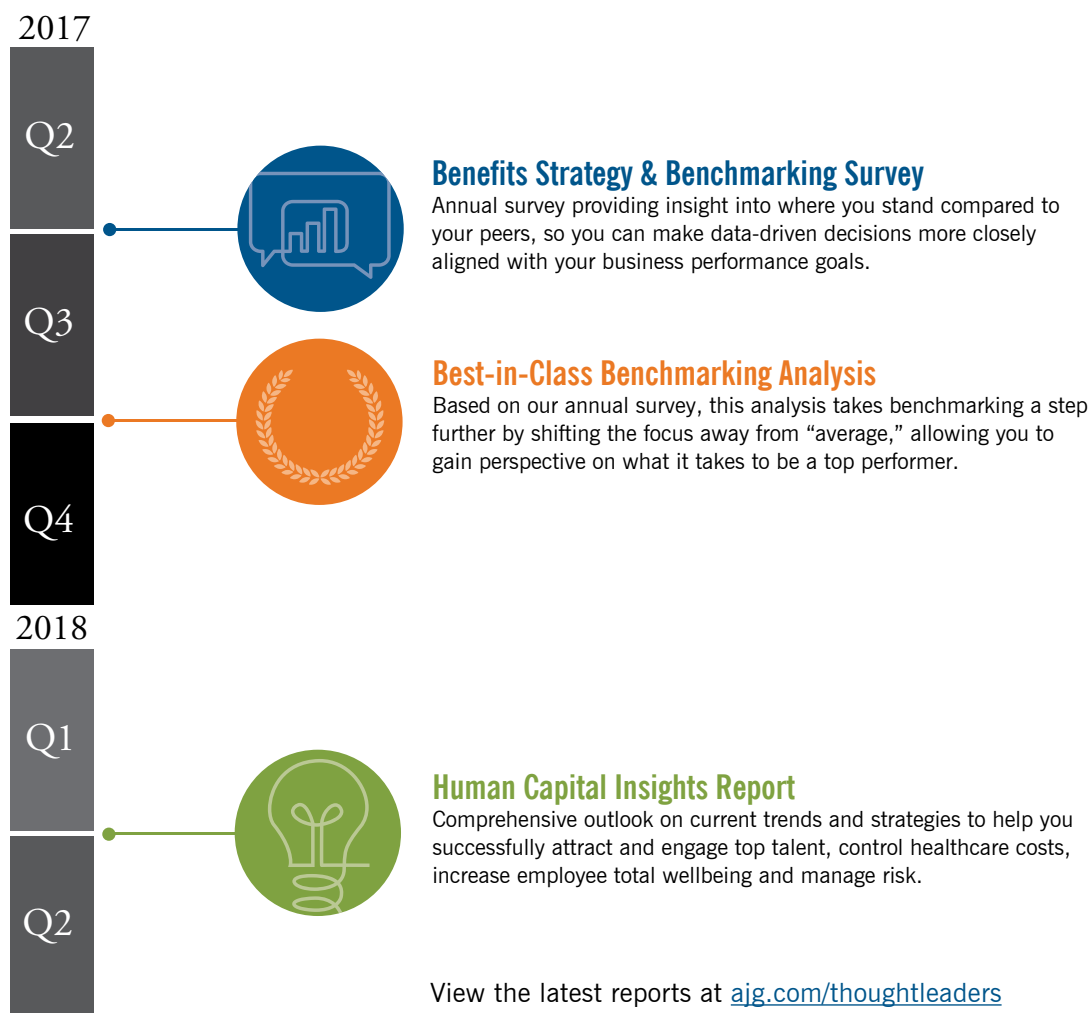 2017
Q2
Benefits Strategy & Benchmarking Survey
Annual survey providing insight into where you stand compared to
your peers, so you can make data-driven decisions more closely
aligned with your business performance goals.
Q3
Best-in-Class Benchmarking Analysis
Based on our annual survey, this analysis takes benchmarking a step
further by shifting the focus away from “average,” allowing you to
gain perspective on what it takes to be a top performer.
Q4
2018
Q1
Human Capital Insights Report
Comprehensive outlook on current trends and strategies to help you
successfully attract and engage top talent, control healthcare costs,
increase employee total wellbeing and manage risk.
Q2
View the latest reports at ajg.com/thoughtleaders